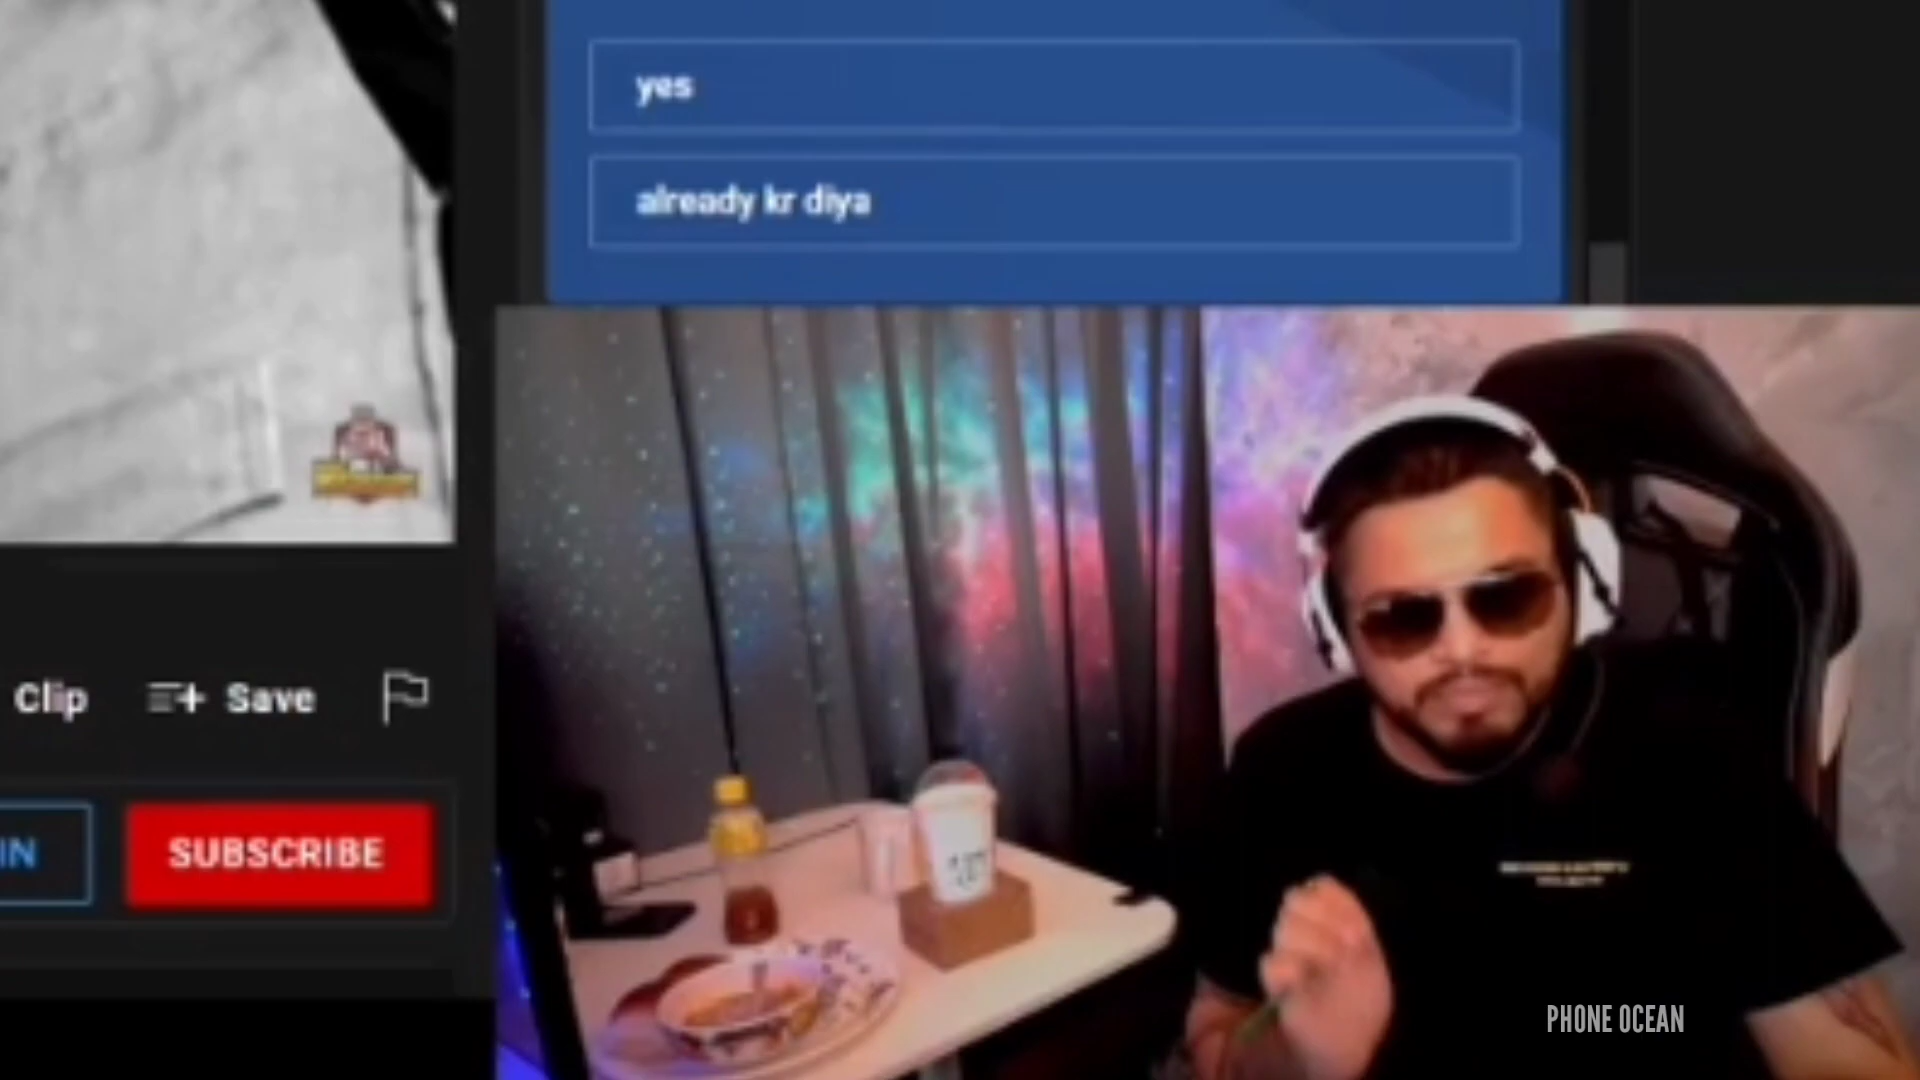 yes
already kr diya
Clip
Save
IN
SUBSCRIBE
PHONE OCEAN